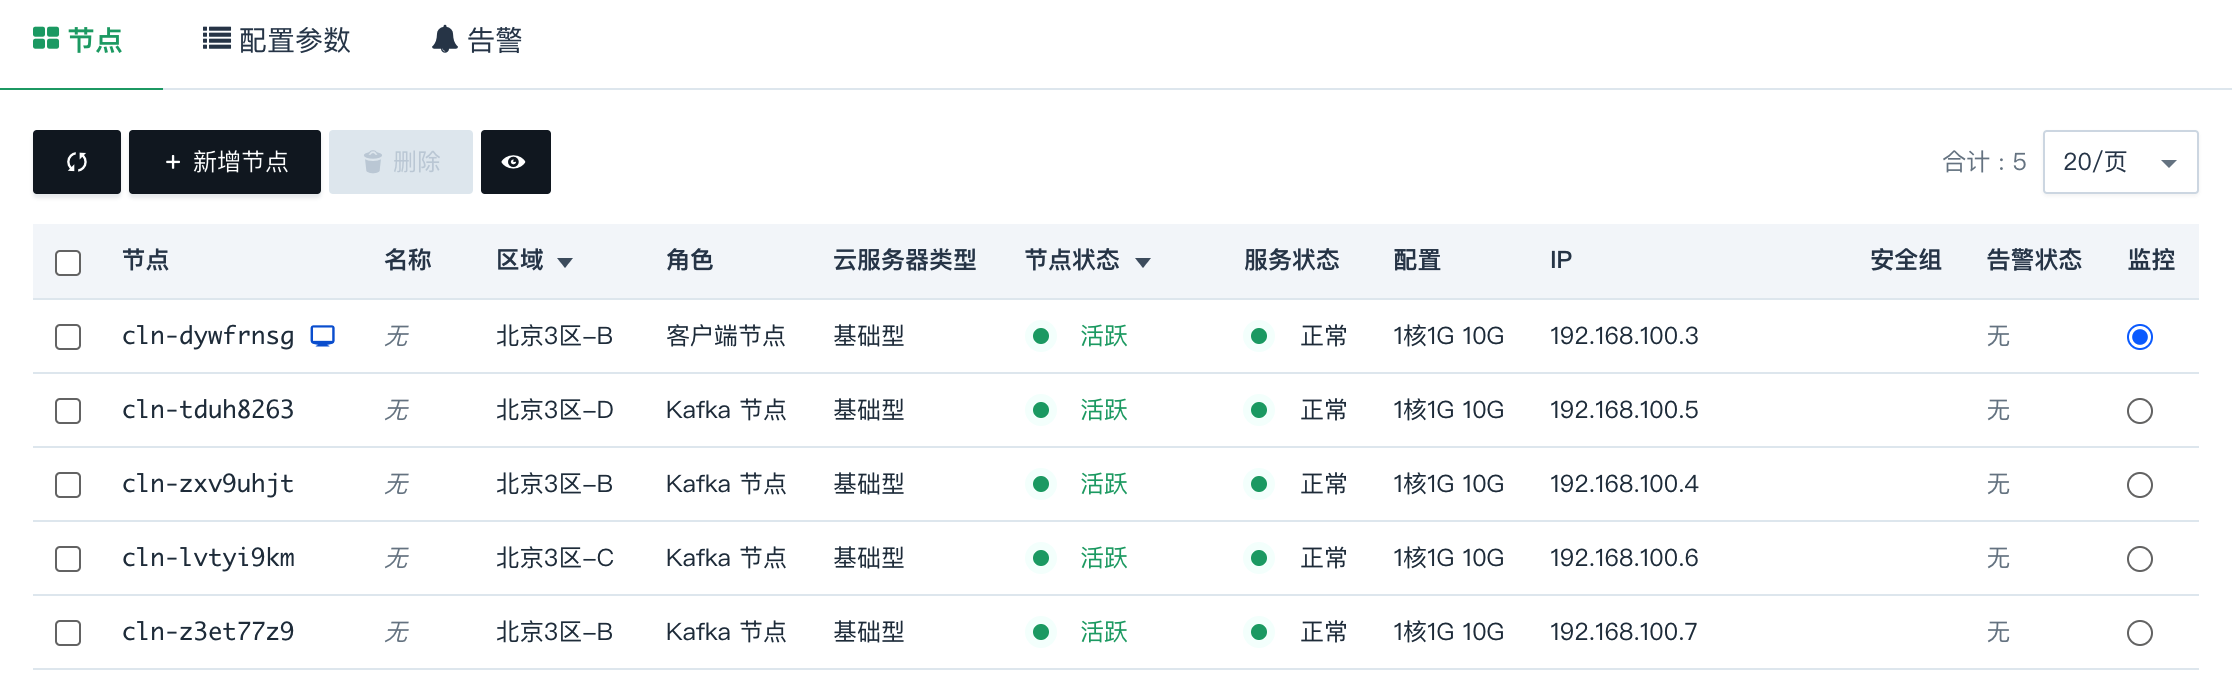 节点 配置参数 告警
+ 新增节点 删除 合计：5 20/页
节点 名称 区域 角色 云服务器类型 节点状态 服务状态 配置 IP 安全组 告警状态 监控
cln-dywfrnsg 无 北京3区-B 客户端节点 基础型 活跃 正常 1核1G 10G 192.168.100.3 无
cln-tduh8263 无 北京3区-D Kafka 节点 基础型 活跃 正常 1核1G 10G 192.168.100.5 无
cln-zxv9uhjt 无 北京3区-B Kafka 节点 基础型 活跃 正常 1核1G 10G 192.168.100.4 无
cln-lvtyi9km 无 北京3区-C Kafka 节点 基础型 活跃 正常 1核1G 10G 192.168.100.6 无
cln-z3et77z9 无 北京3区-B Kafka 节点 基础型 活跃 正常 1核1G 10G 192.168.100.7 无